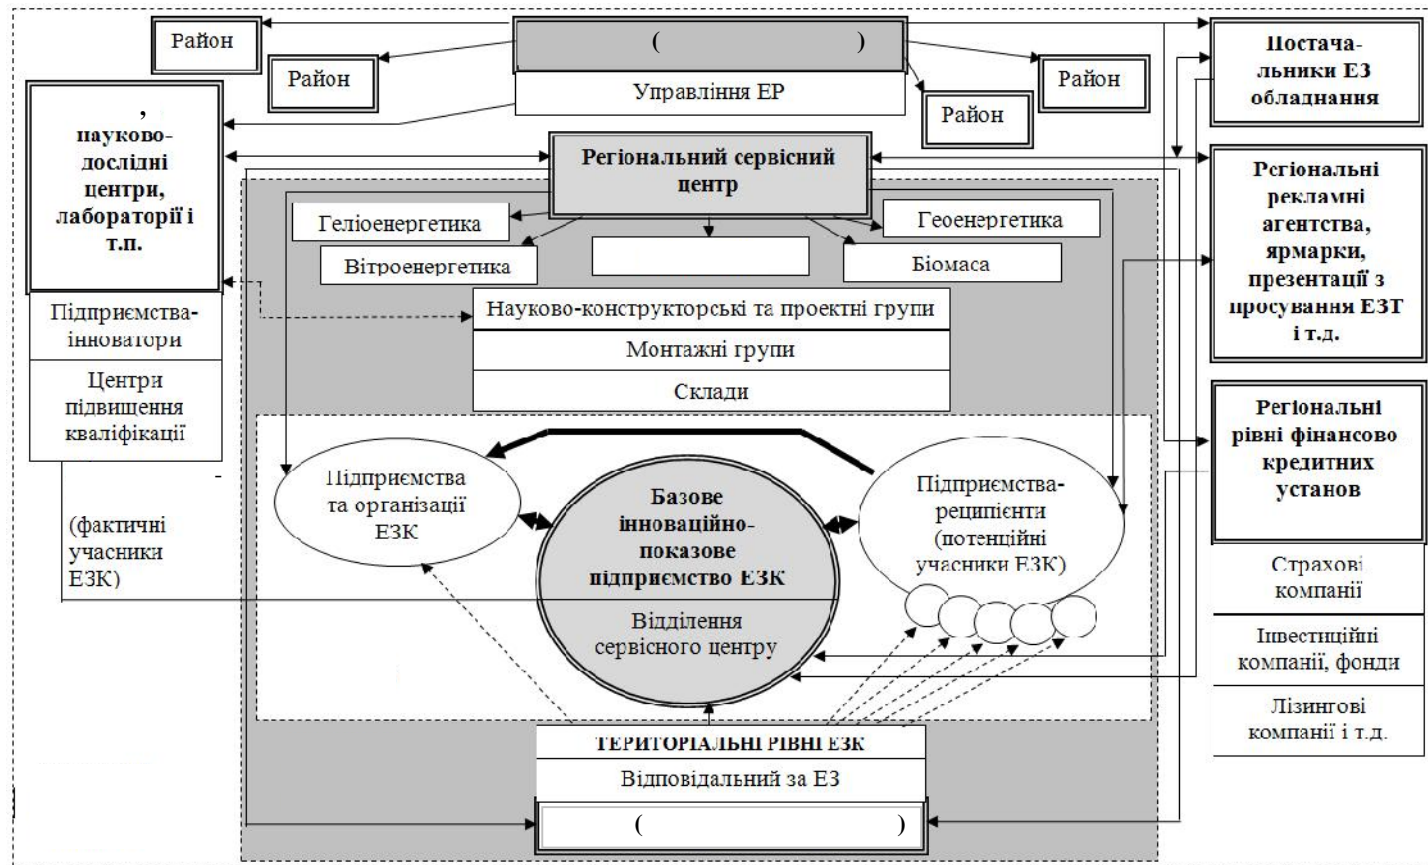 Район
( )
Район
Район
Район
Управління ЕР
Постача-
льники ЕЗ
обладнання
,
науково-
дослідні
центри,
лабораторії і
т.п.
Підприємства-
інноватори
Центри
підвищення
кваліфікації
-
(фактичні
учасники
ЕЗК)
Регіональний сервісний
центр
Геліоенергетика
Вітроенергетика
Геоенергетика
Біомаса
Науково-конструкторські та проектні групи
Монтажні групи
Склади
Регіональні
рекламні
агентства,
ярмарки,
презентації з
просування ЕЗТ
і т.д.
Регіональні
рівні фінансово
кредитних
установ
Страхові
компанії
Інвестиційні
компанії, фонди
Лізингові
компанії і т.д.
Підприємства
та організації
ЕЗК
Базове
інноваційно-
показове
підприємство ЕЗК
Відділення
сервісного центру
Підприємства-
реципієнти
(потенційні
учасники ЕЗК)
ТЕРИТОРІАЛЬНІ РІВНІ ЕЗК
Відповідальний за ЕЗ
( )